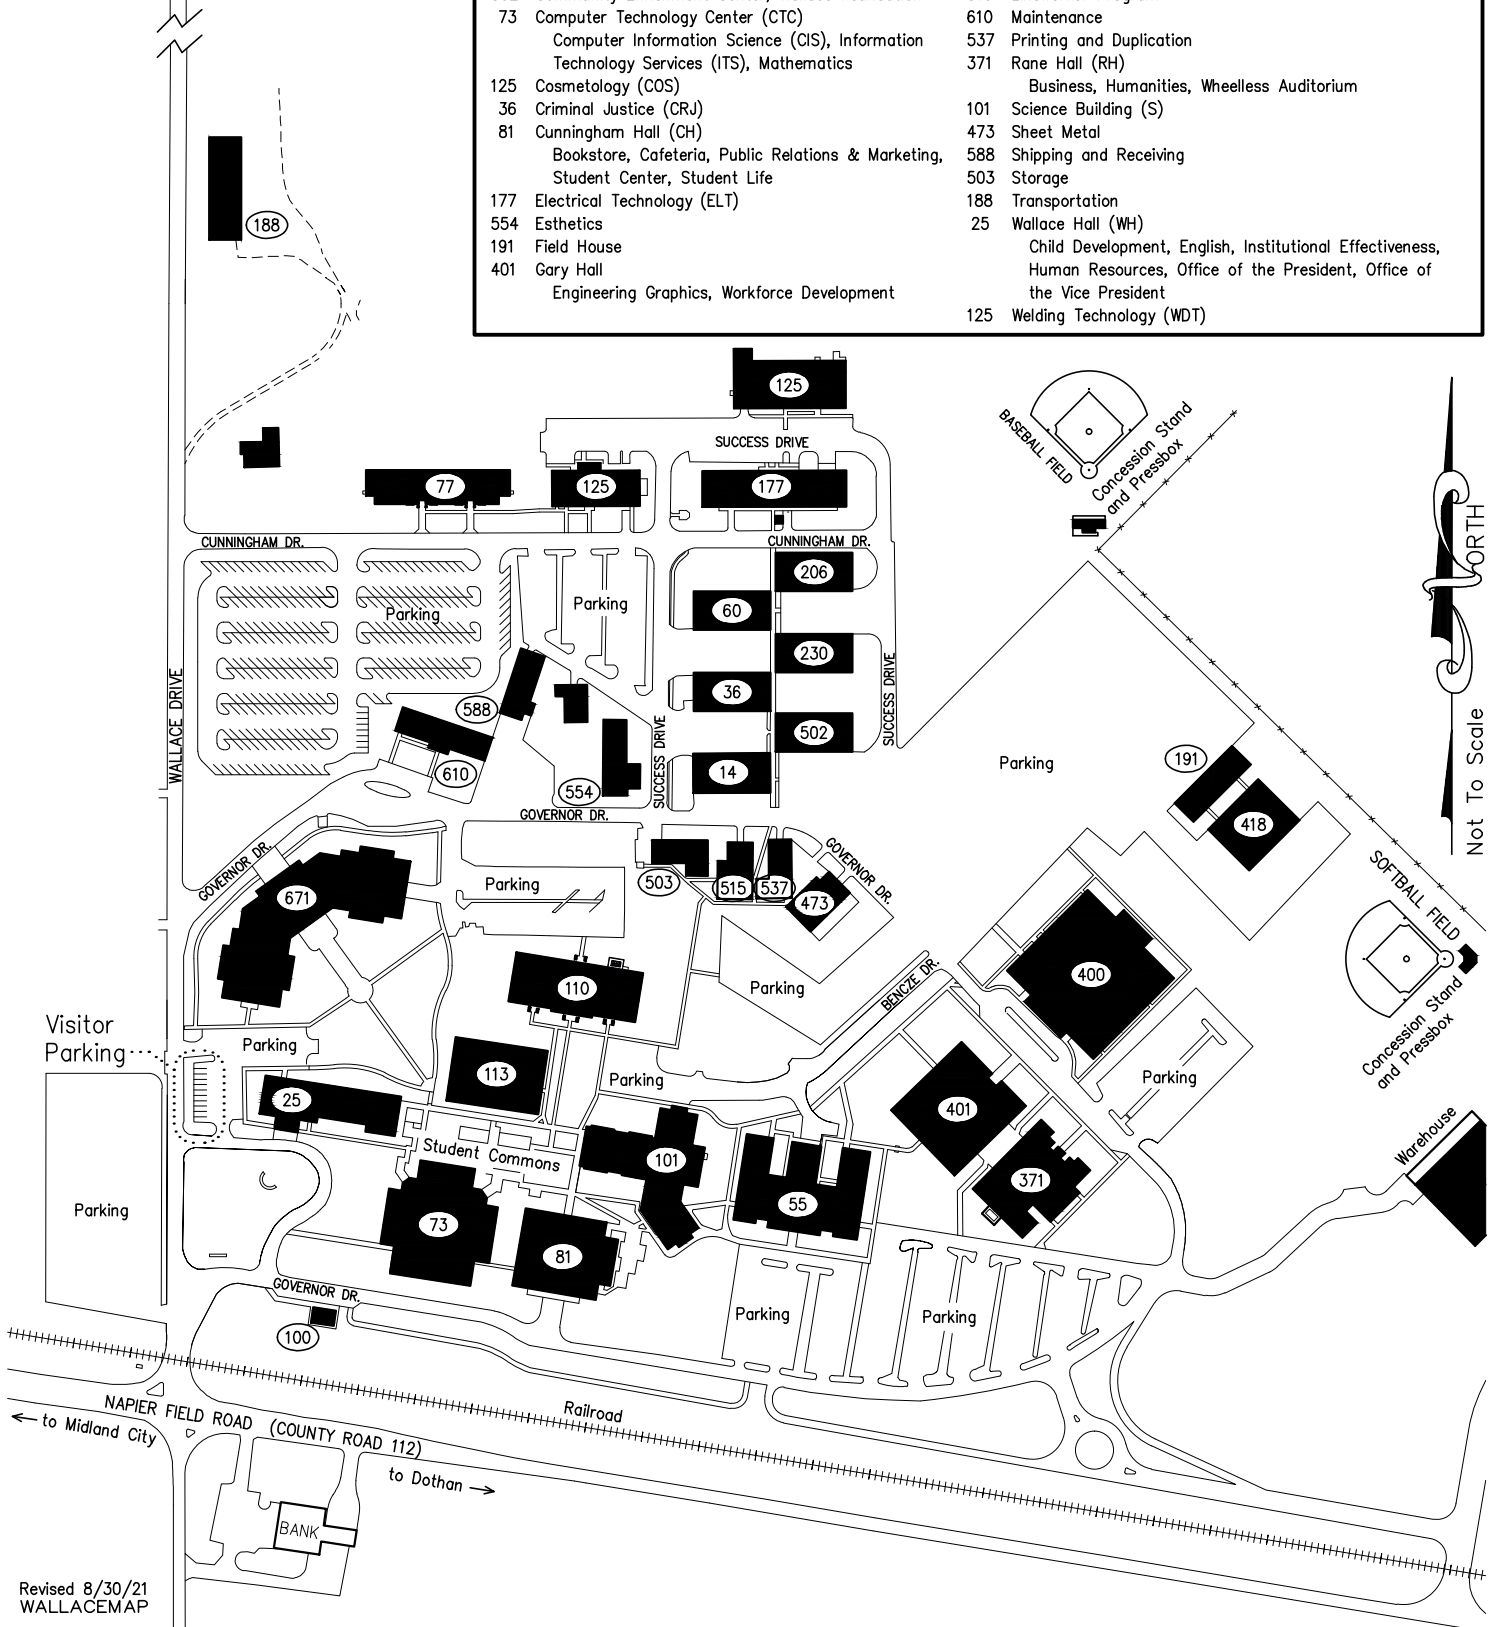 73 Computer Technology Center (CTC)
Computer Information Science (CIS), Information
Technology Services (ITS), Mathematics
125 Cosmetology (COS)
36 Criminal Justice (CRJ)
81 Cunningham Hall (CH)
Bookstore, Cafeteria, Public Relations & Marketing,
Student Center, Student Life
177 Electrical Technology (ELT)
554 Esthetics
191 Field House
401 Gary Hall
Engineering Graphics, Workforce Development
610 Maintenance
537 Printing and Duplication
371 Rane Hall (RH)
Business, Humanities, Wheelless Auditorium
101 Science Building (S)
473 Sheet Metal
588 Shipping and Receiving
503 Storage
188 Transportation
25 Wallace Hall (WH)
Child Development, English, Institutional Effectiveness,
Human Resources, Office of the President, Office of
the Vice President
125 Welding Technology (WDT)
188
125
SUCCESS DRIVE
BASEBALL FIELD
Concession Stand
and Pressbox
77
125
177
NORTH
Not To Scale
CUNNINGHAM DR.
CUNNINGHAM DR.
206
Parking
Parking
60
230
36
502
14
SUCCESS DRIVE
SUCCESS DRIVE
WALLACE DRIVE
588
610
554
GOVERNOR DR.
Parking
191
418
GOVERNOR DR.
671
Parking
503
515
537
473
GOVERNOR DR.
SOFTBALL FIELD
Concession Stand
and Pressbox
110
Parking
BENCZE DR.
400
Visitor
Parking
Parking
113
Parking
Parking
25
401
Warehouse
Student Commons
101
371
Parking
73
55
81
GOVERNOR DR.
100
Parking
Parking
Railroad
NAPIER FIELD ROAD (COUNTY ROAD 112)
to Midland City
to Dothan
BANK
Revised 8/30/21
WALLACEMAP